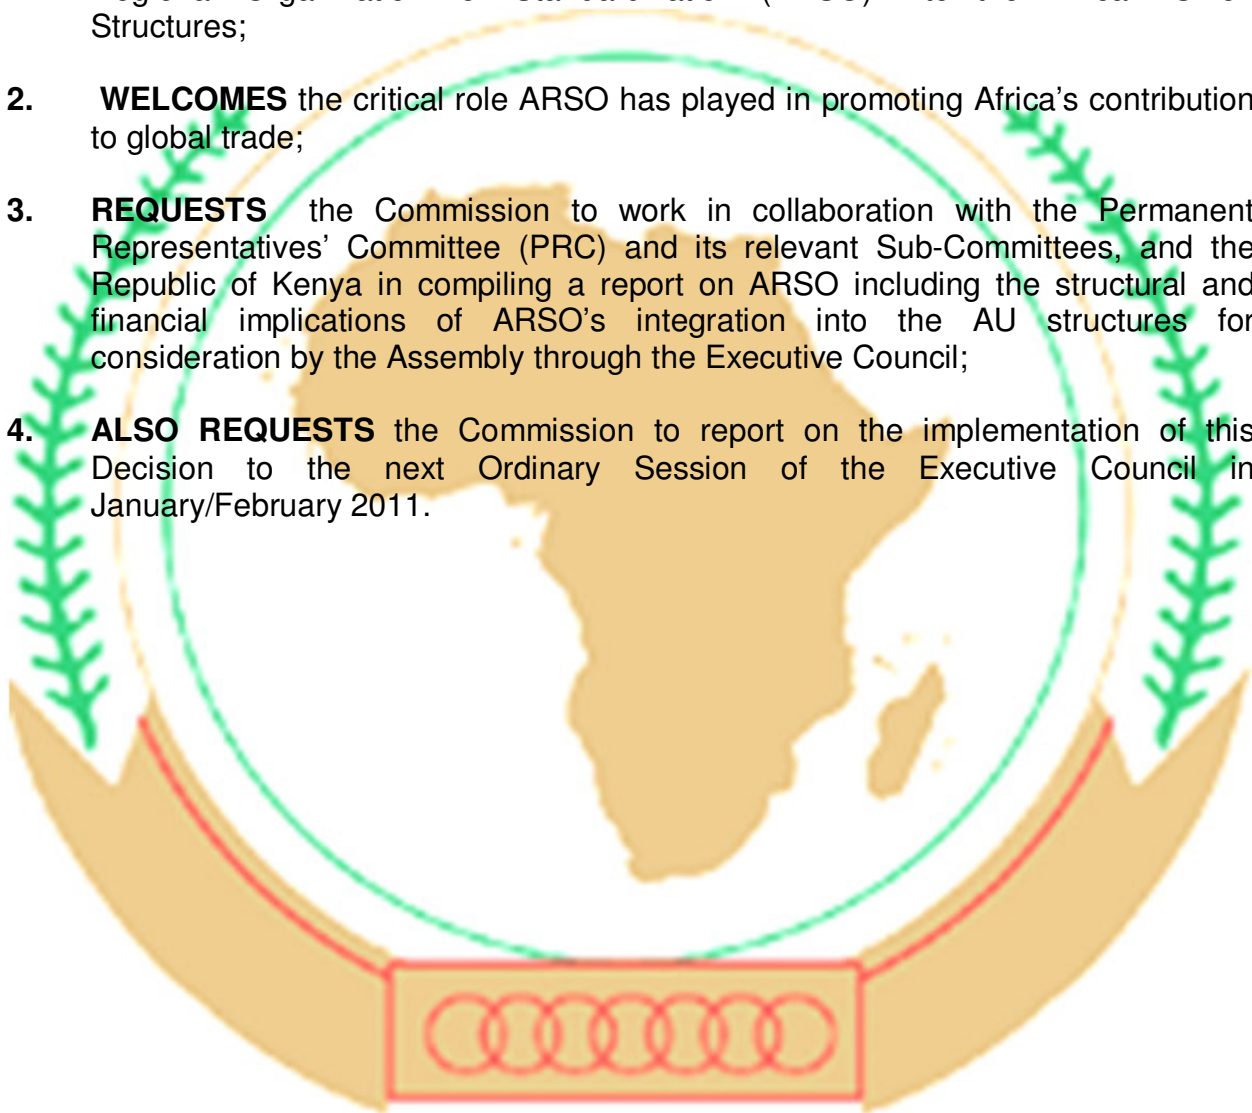 Structures;
2. WELCOMES the critical role ARSO has played in promoting Africa's contribution
to global trade;
3. REQUESTS the Commission to work in collaboration with the Permanent
Representatives' Committee (PRC) and its relevant Sub-Committees, and the
Republic of Kenya in compiling a report on ARSO including the structural and
financial implications of ARSO's integration into the AU structures for
consideration by the Assembly through the Executive Council;
4. ALSO REQUESTS the Commission to report on the implementation of this
Decision to the next Ordinary Session of the Executive Council in
January/February 2011.